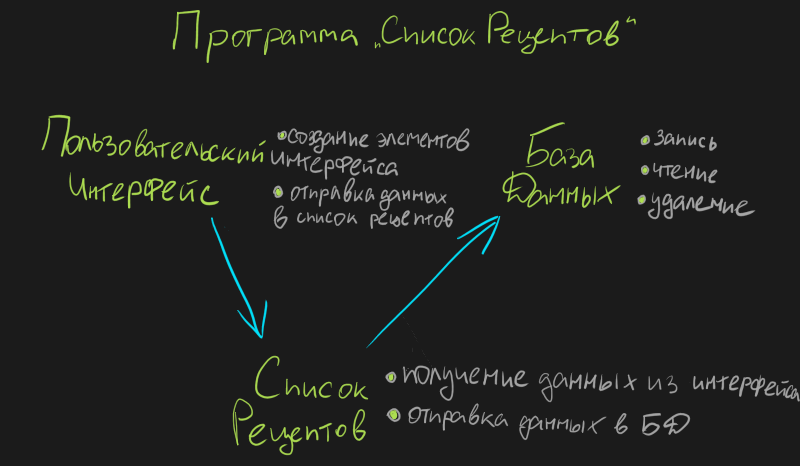 Программа „Список Рецептов“
Пользовательский
Интерфейс
•создание элементов
интерфейса
• отправка данных
в список рецептов
База
Данных
• запись
• чтение
• удаление
Список
Рецептов
• получение данных из интерфейса
• отправка данных в БД